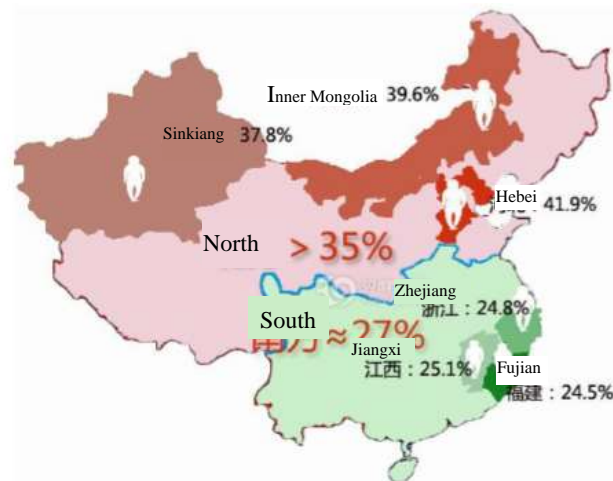 Inner Mongolia 39.6%
Sinkiang 37.8%
Hebei
41.9%
North > 35%
Zhejiang
浙江：24.8%
South
≈27%
Jiangxi
江西：25.1%
Fujian
福建：24.5%